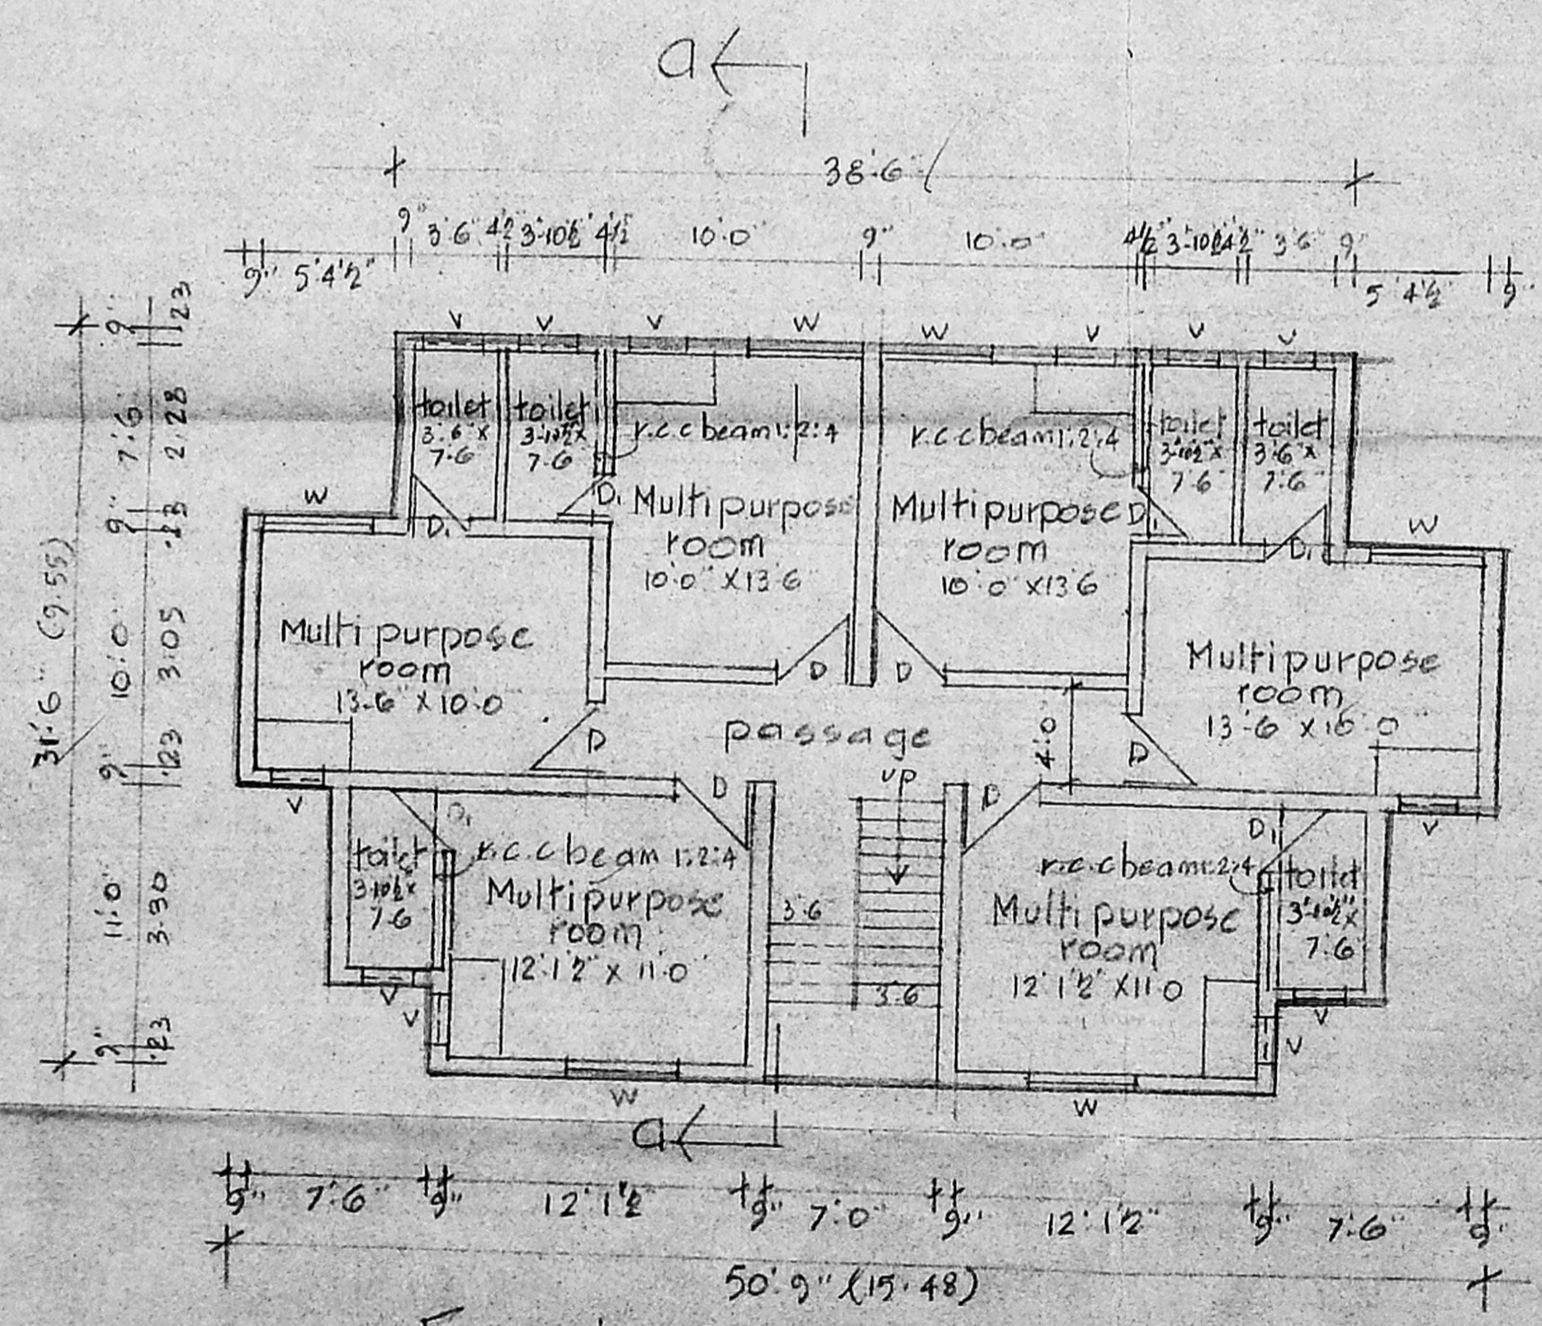 a
38'-6"
9" 3'6" 4½ 3'-10½" 4½ 10'-0" 9" 10'-0" 4½" 3'-10½ 4½" 3'6" 9"
9" 5'4½" 5'4½" 9"
9" 7'-6" 9" 10'-0" 9" 11'-0" 9"
.23 2.28 .23 3.05 .23 3.30 .23
31'-6" (9.55)
V V V W W V V V
toilet
3'-6"x
7'-6"
toilet
3'-10½"x
7'-6"
r.c.c beam 1:2:4
r.c.c beam 1:2:4
toilet
3'-10½"x
7'-6"
toilet
3'-6"x
7'-6"
W
D1
D1
Multipurpose
room
10'-0" x13'-6
Multipurpose
room
10'-0" x13'-6
D1
D1
W
Multipurpose
room
13'-6" x 10'-0
D D
Multipurpose
room
13'-6 x 10'-0
D
passage
4'-0
D
up
V
D
D
V
D1
D1
toilet
3'-10½"x
7'-6
r.c.c beam 1:2:4
Multipurpose
room
12'-1½" x 11'-0"
3'-6
3'-6
r.c.c beam 1:2:4
Multipurpose
room
12'-1½" x11'-0
toilet
3'-10½"x
7'-6
V
V
V
V
W
W
a
9" 7'-6" 9" 12'-1½ 9" 7'-0" 9" 12'-1½" 9" 7'-6" 9"
50'-9" (15.48)